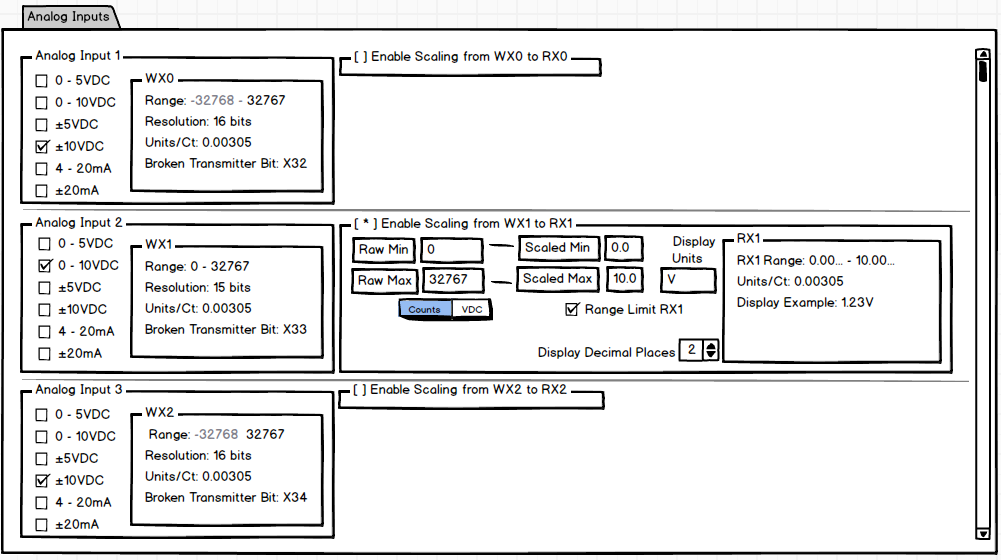 Analog Inputs
Analog Input 1
0 - 5VDC
0 - 10VDC
±5VDC
±10VDC
4 - 20mA
±20mA
WX0
Range: -32768 - 32767
Resolution: 16 bits
Units/Ct: 0.00305
Broken Transmitter Bit: X32
[ ] Enable Scaling from WX0 to RX0
Analog Input 2
0 - 5VDC
0 - 10VDC
±5VDC
±10VDC
4 - 20mA
±20mA
WX1
Range: 0 - 32767
Resolution: 15 bits
Units/Ct: 0.00305
Broken Transmitter Bit: X33
[ * ] Enable Scaling from WX1 to RX1
Raw Min 0 Scaled Min 0.0
Raw Max 32767 Scaled Max 10.0
Counts VDC
Range Limit RX1
Display Decimal Places 2
Display
Units
V
RX1
RX1 Range: 0.00... - 10.00...
Units/Ct: 0.00305
Display Example: 1.23V
Analog Input 3
0 - 5VDC
0 - 10VDC
±5VDC
±10VDC
4 - 20mA
±20mA
WX2
Range: -32768 32767
Resolution: 16 bits
Units/Ct: 0.00305
Broken Transmitter Bit: X34
[ ] Enable Scaling from WX2 to RX2